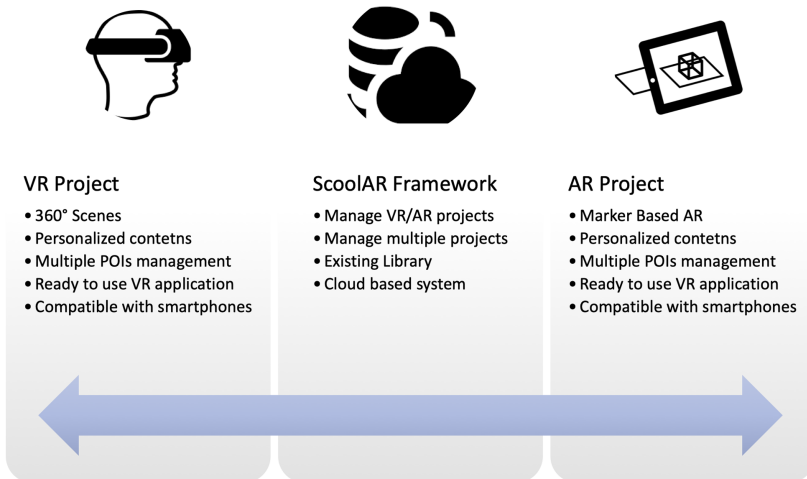 VR Project
• 360° Scenes
• Personalized contetns
• Multiple POIs management
• Ready to use VR application
• Compatible with smartphones
ScoolAR Framework
• Manage VR/AR projects
• Manage multiple projects
• Existing Library
• Cloud based system
AR Project
• Marker Based AR
• Personalized contetns
• Multiple POIs management
• Ready to use VR application
• Compatible with smartphones